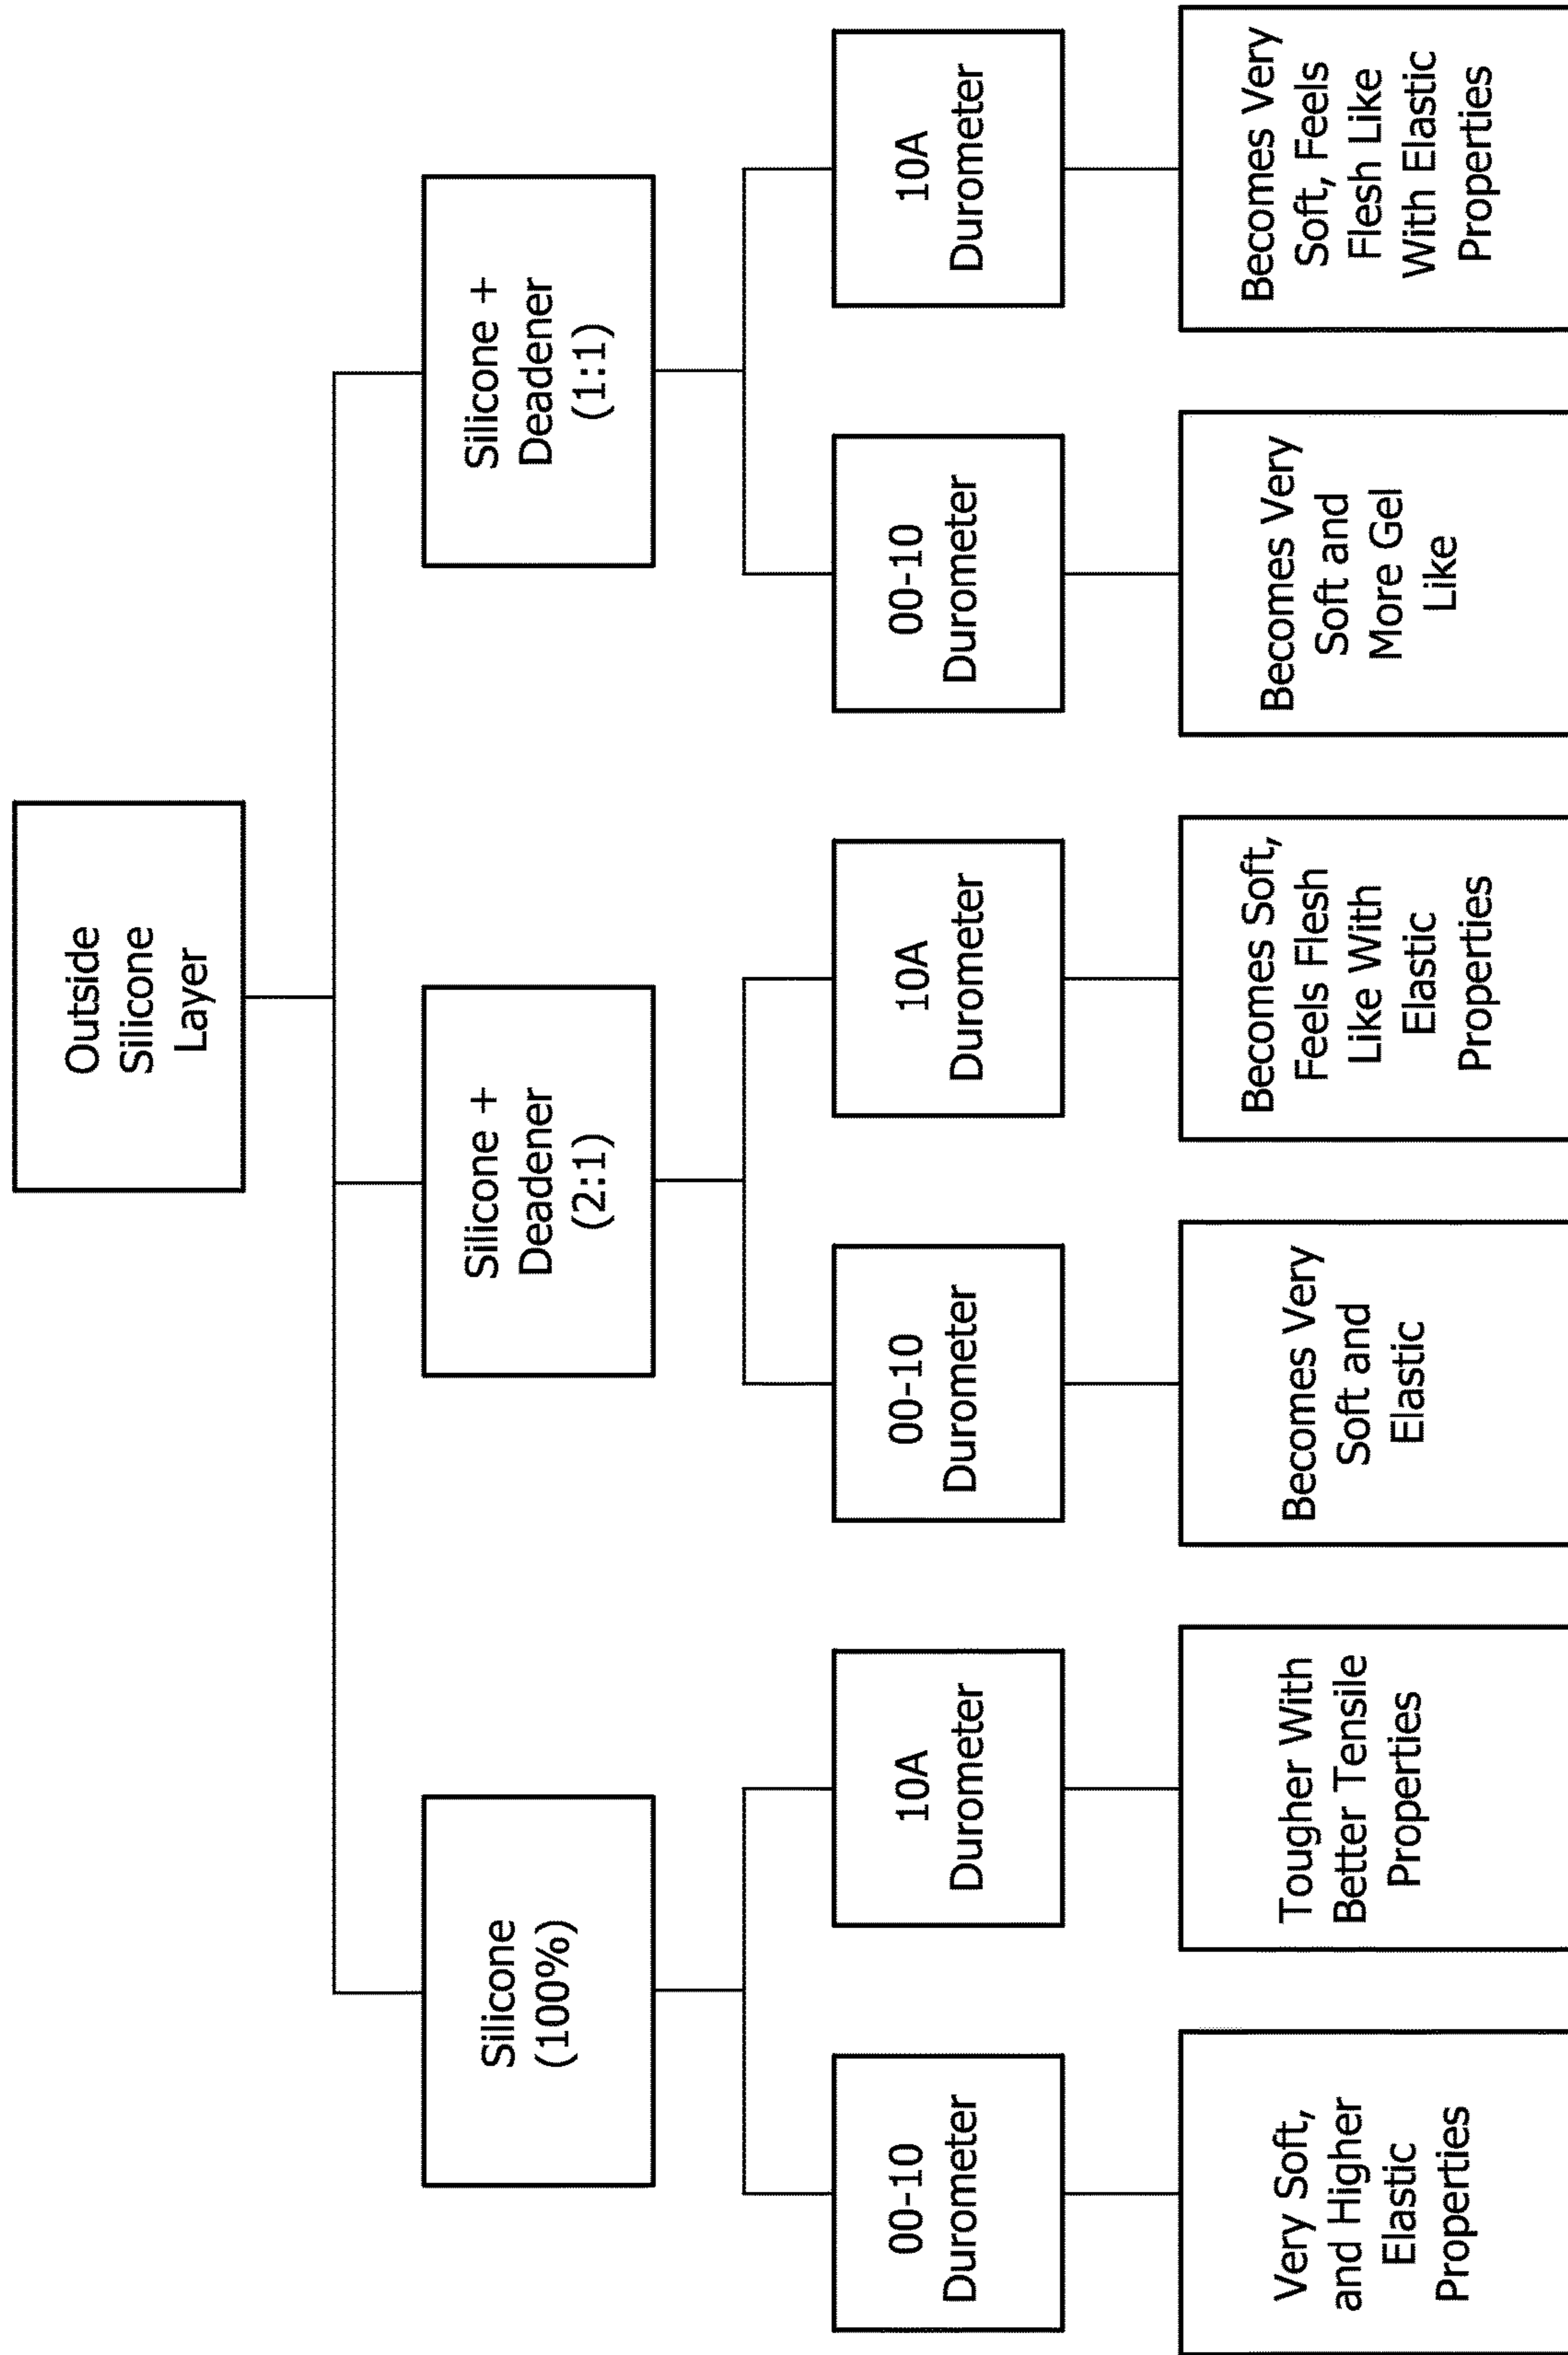 Outside
Silicone
Layer
Silicone
(100%)
Silicone +
Deadener
(2:1)
Silicone +
Deadener
(1:1)
00-10
Durometer
10A
Durometer
00-10
Durometer
10A
Durometer
00-10
Durometer
10A
Durometer
Very Soft,
and Higher
Elastic
Properties
Tougher With
Better Tensile
Properties
Becomes Very
Soft and
Elastic
Becomes Soft,
Feels Flesh
Like With
Elastic
Properties
Becomes Very
Soft and
More Gel
Like
Becomes Very
Soft, Feels
Flesh Like
With Elastic
Properties